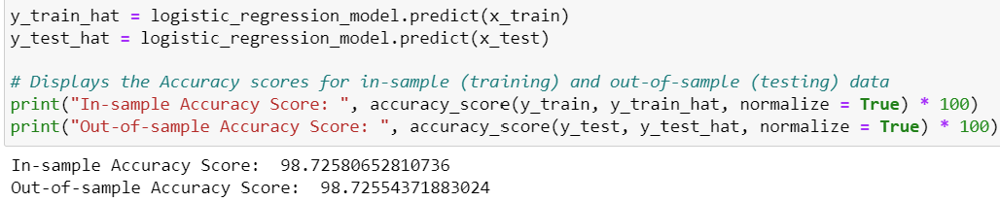 y_train_hat = logistic_regression_model.predict(x_train)
y_test_hat = logistic_regression_model.predict(x_test)
# Displays the Accuracy scores for in-sample (training) and out-of-sample (testing) data
print("In-sample Accuracy Score: ", accuracy_score(y_train, y_train_hat, normalize = True) * 100)
print("Out-of-sample Accuracy Score: ", accuracy_score(y_test, y_test_hat, normalize = True) * 100)
In-sample Accuracy Score:  98.72580652810736
Out-of-sample Accuracy Score:  98.72554371883024